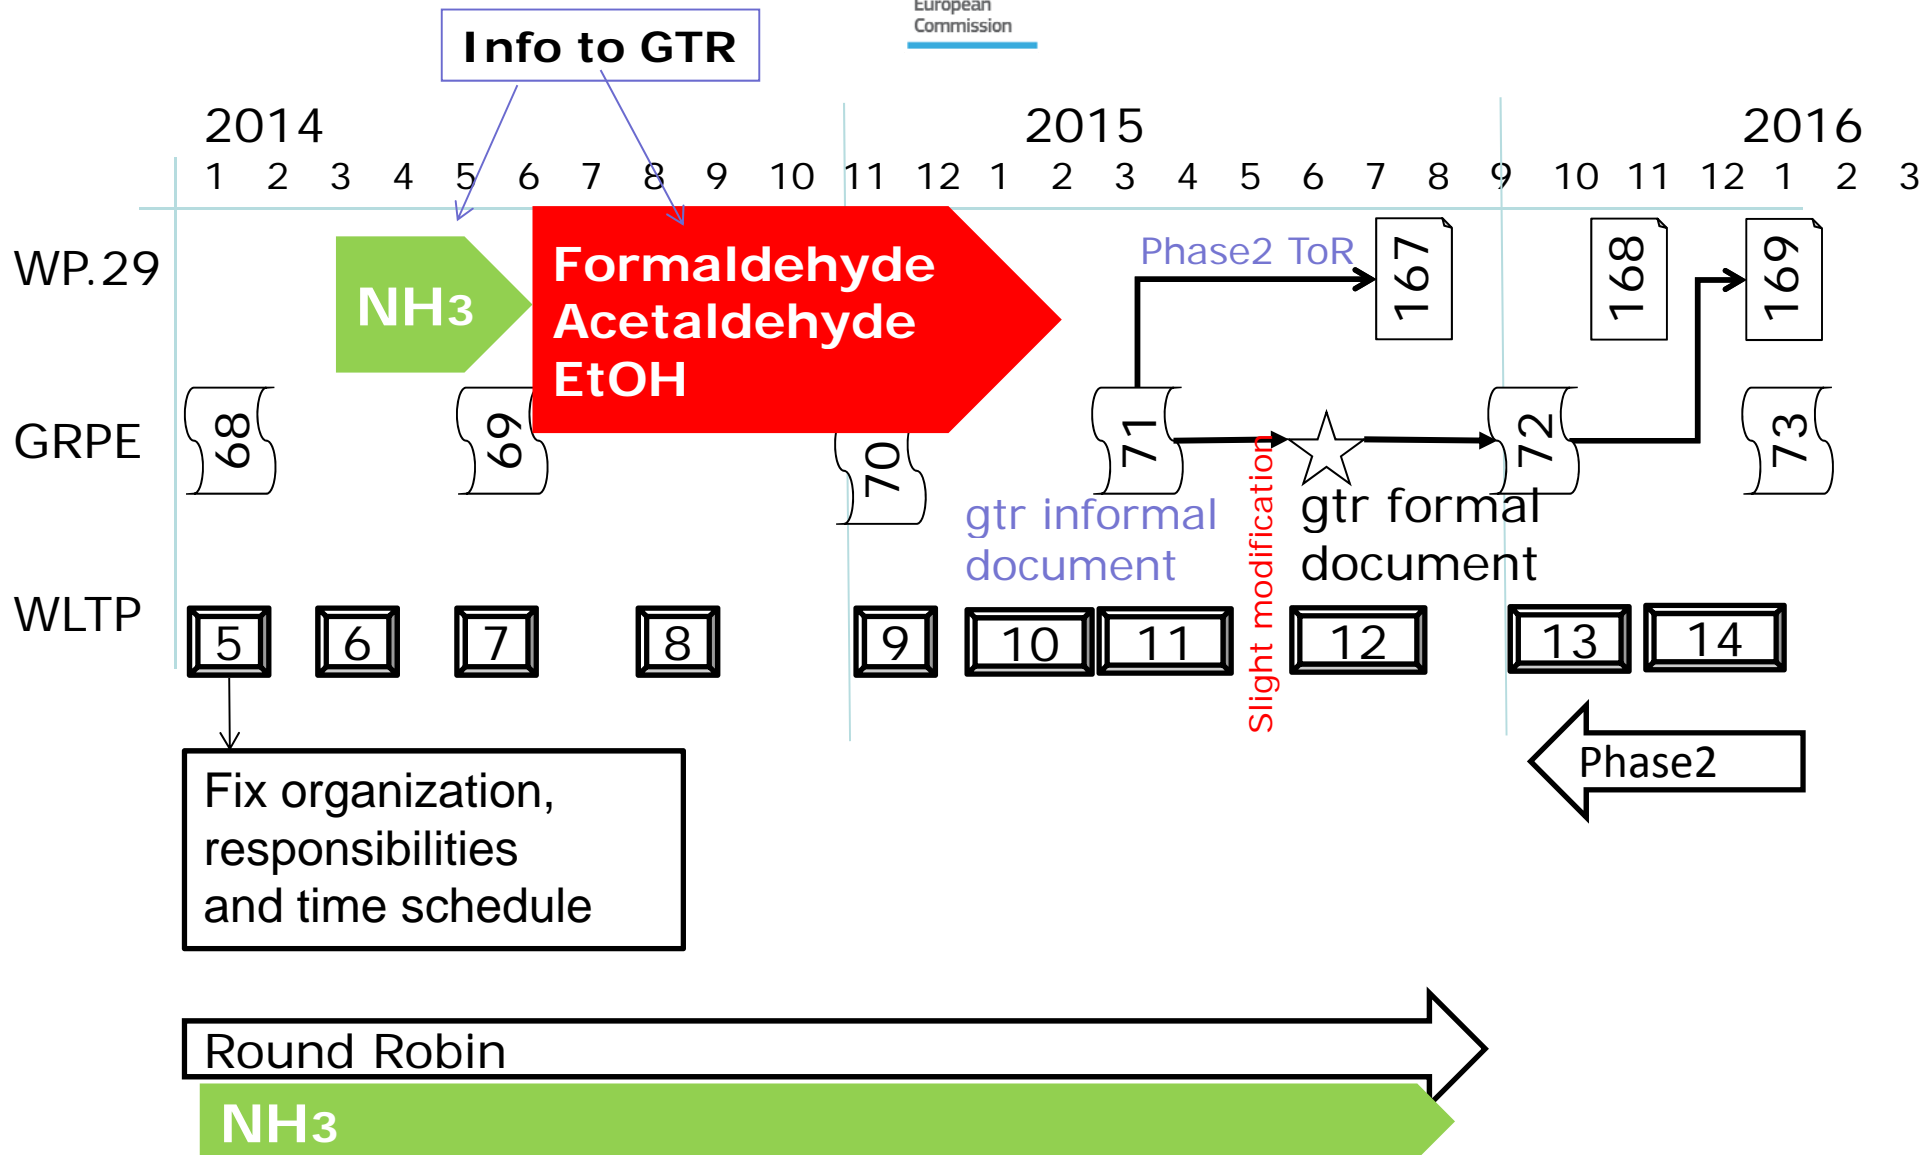 European
Commission
Info to GTR
2014 2015 2016
1 2 3 4 5 6 7 8 9 10 11 12 1 2 3 4 5 6 7 8 9 10 11 12 1 2 3
WP.29
NH3
Formaldehyde
Acetaldehyde
EtOH
Phase2 ToR
167
168
169
GRPE
68
69
70
71
72
73
gtr informal
document
Slight modification
gtr formal
document
WLTP
5 6 7 8 9 10 11 12 13 14
Phase2
Fix organization,
responsibilities
and time schedule
Round Robin
NH3